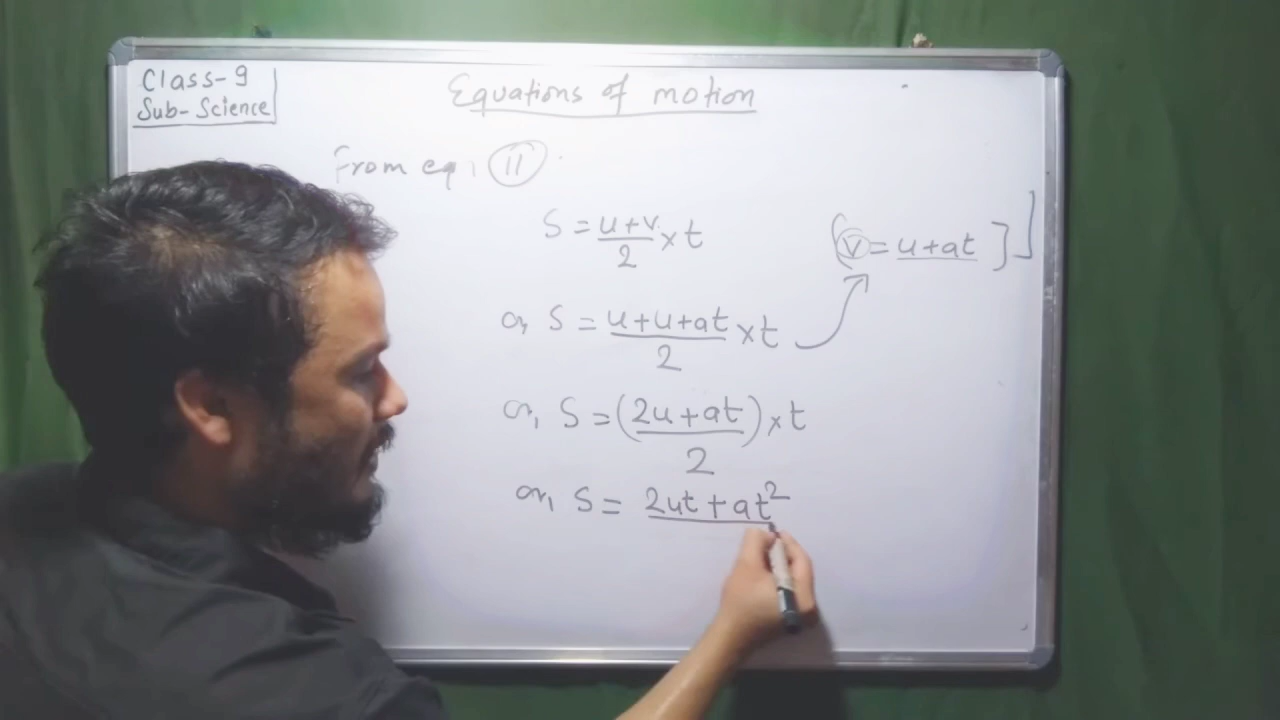 Class-9
Sub-Science
Equations of motion
From eq. (11)
S = u+v/2 × t
(v = u+at]]
or, S = u+u+at/2 × t
or, S = (2u+at/2) × t
or, S = 2ut+at²